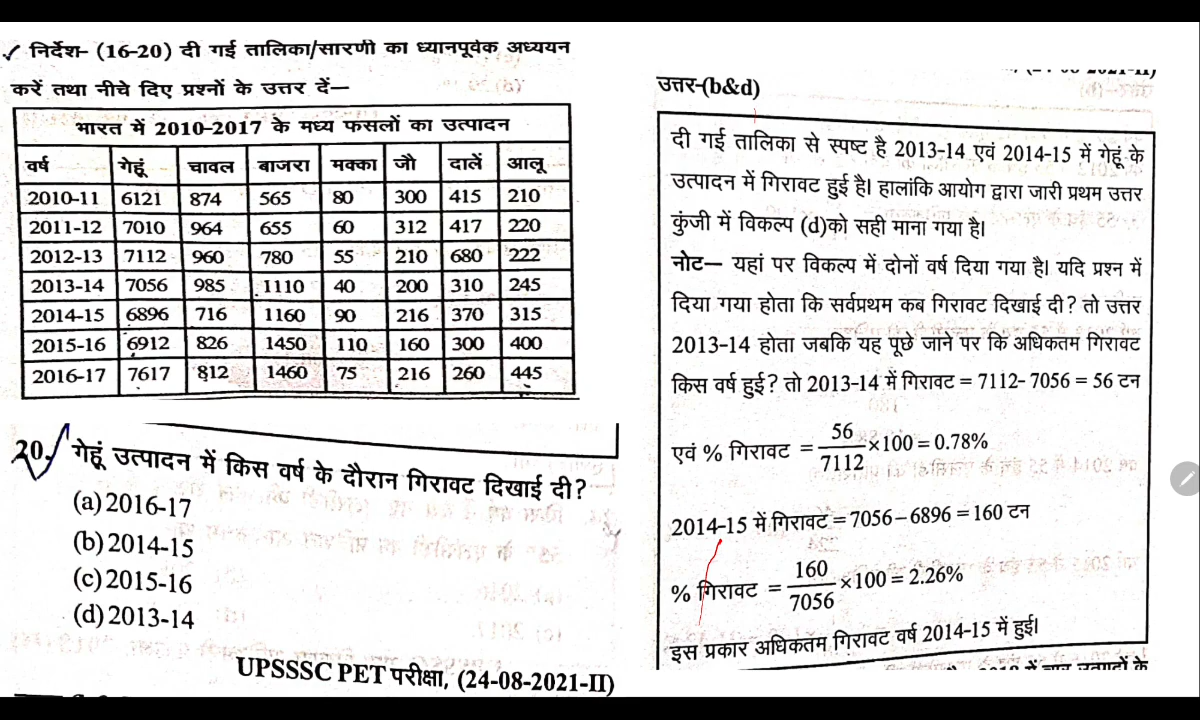 निर्देश- (16-20) दी गई तालिका/सारणी का ध्यानपूर्वक अध्ययन
करें तथा नीचे दिए प्रश्नों के उत्तर दें—
भारत में 2010-2017 के मध्य फसलों का उत्पादन
वर्ष गेहूं चावल बाजरा मक्का जौ दालें आलू
2010-11 6121 874 565 80 300 415 210
2011-12 7010 964 655 60 312 417 220
2012-13 7112 960 780 55 210 680 222
2013-14 7056 985 1110 40 200 310 245
2014-15 6896 716 1160 90 216 370 315
2015-16 6912 826 1450 110 160 300 400
2016-17 7617 812 1460 75 216 260 445
20. गेहूं उत्पादन में किस वर्ष के दौरान गिरावट दिखाई दी?
(a) 2016-17
(b) 2014-15
(c) 2015-16
(d) 2013-14
UPSSSC PET परीक्षा, (24-08-2021-II)
उत्तर-(b&d)
दी गई तालिका से स्पष्ट है 2013-14 एवं 2014-15 में गेहूं के
उत्पादन में गिरावट हुई है। हालांकि आयोग द्वारा जारी प्रथम उत्तर
कुंजी में विकल्प (d)को सही माना गया है।
नोट— यहां पर विकल्प में दोनों वर्ष दिया गया है। यदि प्रश्न में
दिया गया होता कि सर्वप्रथम कब गिरावट दिखाई दी? तो उत्तर
2013-14 होता जबकि यह पूछे जाने पर कि अधिकतम गिरावट
किस वर्ष हुई? तो 2013-14 में गिरावट = 7112- 7056 = 56 टन
एवं % गिरावट = 56/7112 ×100 = 0.78%
2014-15 में गिरावट = 7056 – 6896 = 160 टन
% गिरावट = 160/7056 ×100 = 2.26%
इस प्रकार अधिकतम गिरावट वर्ष 2014-15 में हुई।